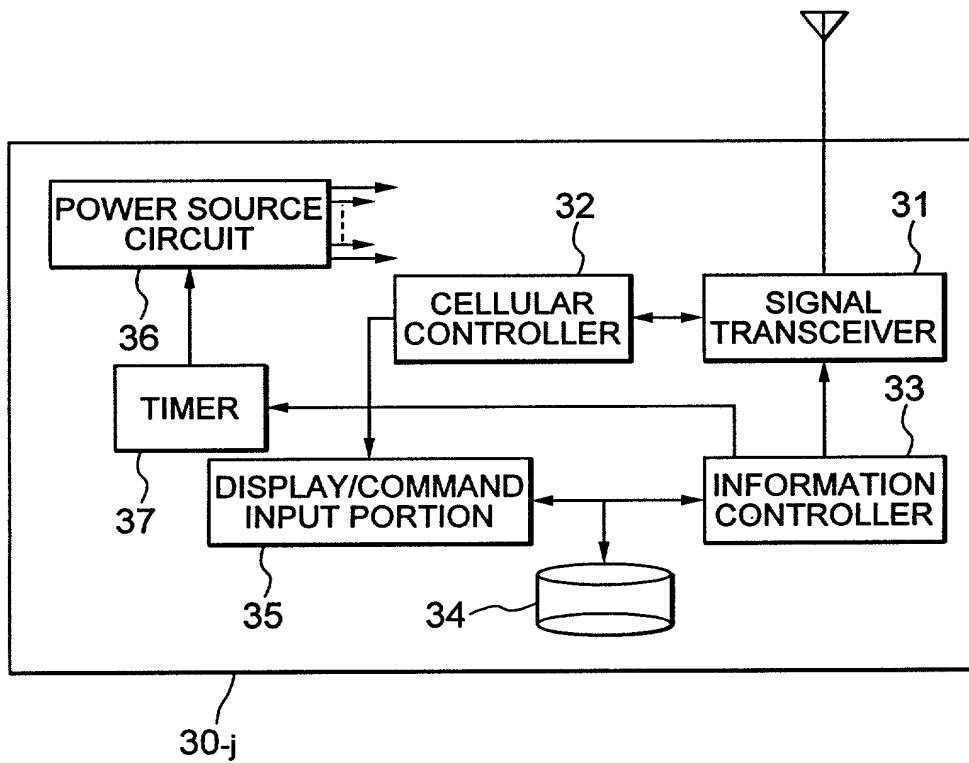 POWER SOURCE
CIRCUIT
36
32
31
CELLULAR
CONTROLLER
SIGNAL
TRANSCEIVER
TIMER
37
33
DISPLAY/COMMAND
INPUT PORTION
35
INFORMATION
CONTROLLER
34
30-j